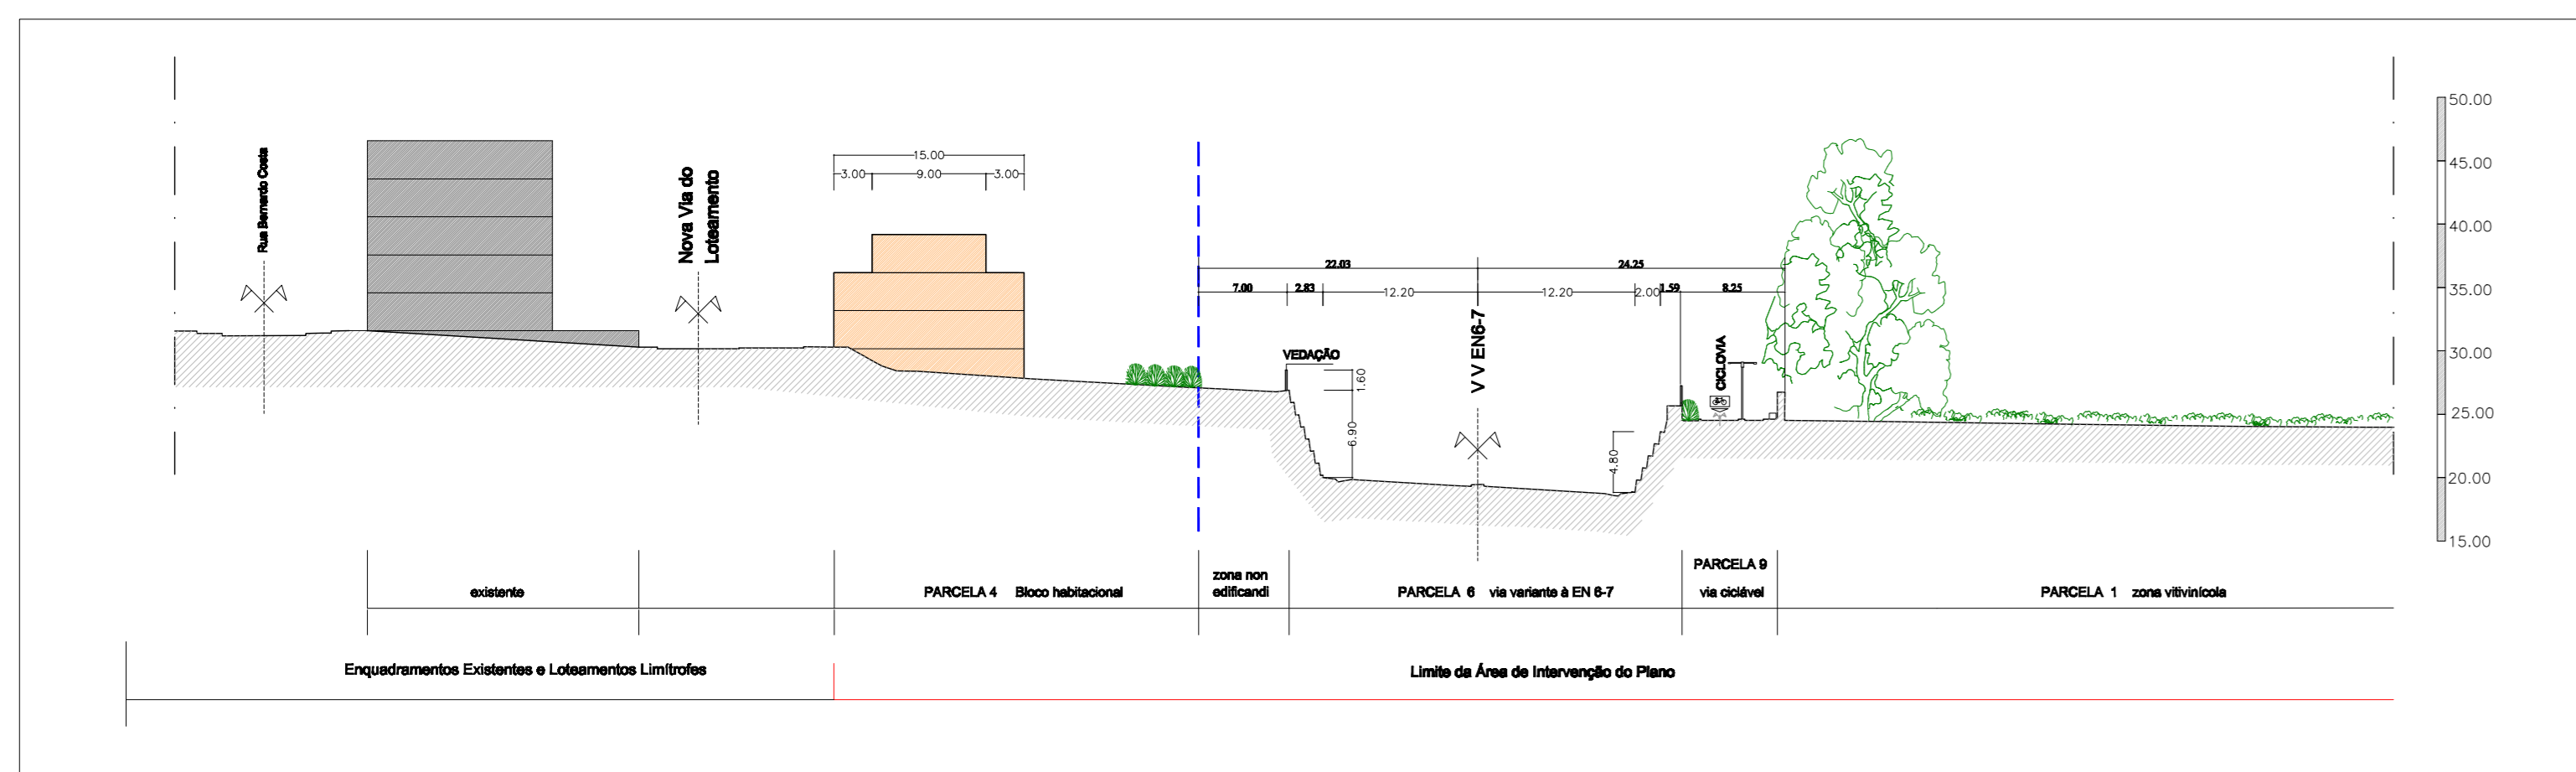 Rua Bernardo Costa
Nova Via do
Loteamento
15.00
3.00 9.00 3.00
22.03 24.25
7.00 2.83 12.20 12.20 2.00 1.59 8.25
VEDAÇÃO
1.60
6.90
V V EN6-7
4.80
CICLOVIA
50.00
45.00
40.00
35.00
30.00
25.00
20.00
15.00
existente
PARCELA 4 Bloco habitacional
zona non
edificandi
PARCELA 6 via variante à EN 6-7
PARCELA 9
via ciclável
PARCELA 1 zona vitivinícola
Enquadramentos Existentes e Loteamentos Limítrofes
Limite da Área de Intervenção do Plano